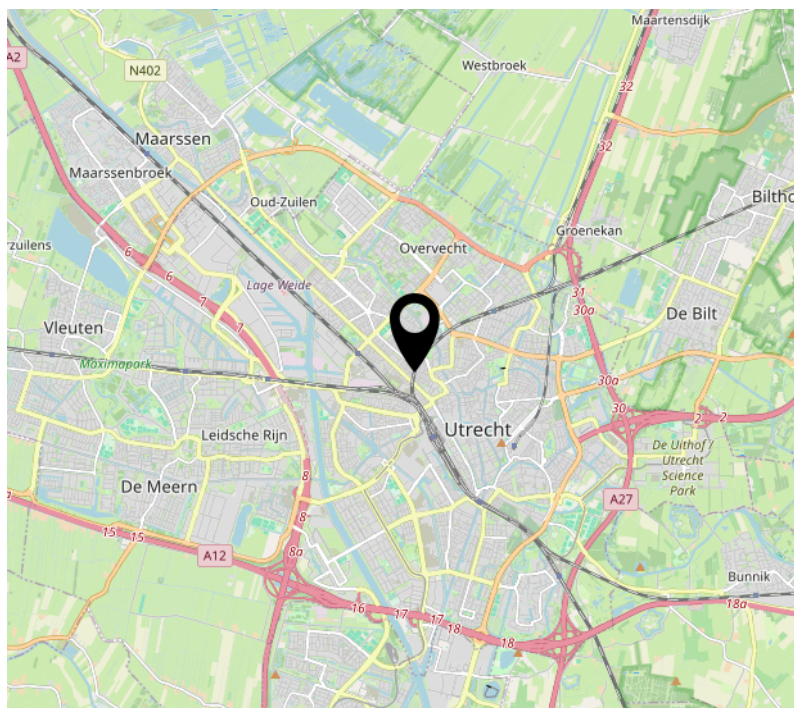 Maartensdijk
A2
Westbroek
N402
32
Maarssen
32
Maarssenbroek
Biltho
Oud-Zuilen
Groenekan
rzuilens
Overvecht
6
6
Lage Weide
31
7
30a
7
De Bilt
Vleuten
Maximapark
30a
30
2
2
Leidsche Rijn
Utrecht
De Uithof /
Utrecht
Science
Park
8
De Meern
a
A27
8
15
15
A12
8a
Bunnik
16
17
17
18
18
18a